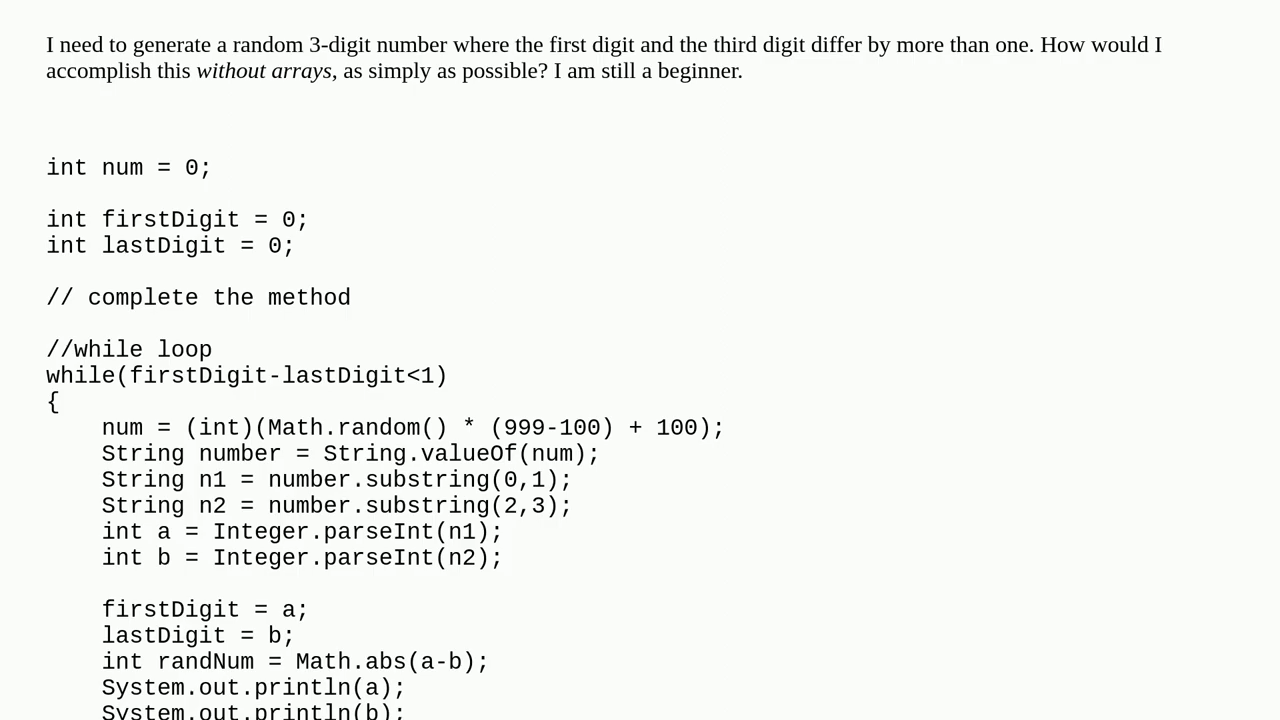 I need to generate a random 3-digit number where the first digit and the third digit differ by more than one. How would I
accomplish this without arrays, as simply as possible? I am still a beginner.
int num = 0;
int firstDigit = 0;
int lastDigit = 0;
// complete the method
//while loop
while(firstDigit-lastDigit<1)
{
    num = (int)(Math.random() * (999-100) + 100);
    String number = String.valueOf(num);
    String n1 = number.substring(0,1);
    String n2 = number.substring(2,3);
    int a = Integer.parseInt(n1);
    int b = Integer.parseInt(n2);
    firstDigit = a;
    lastDigit = b;
    int randNum = Math.abs(a-b);
    System.out.println(a);
    System.out.println(b);